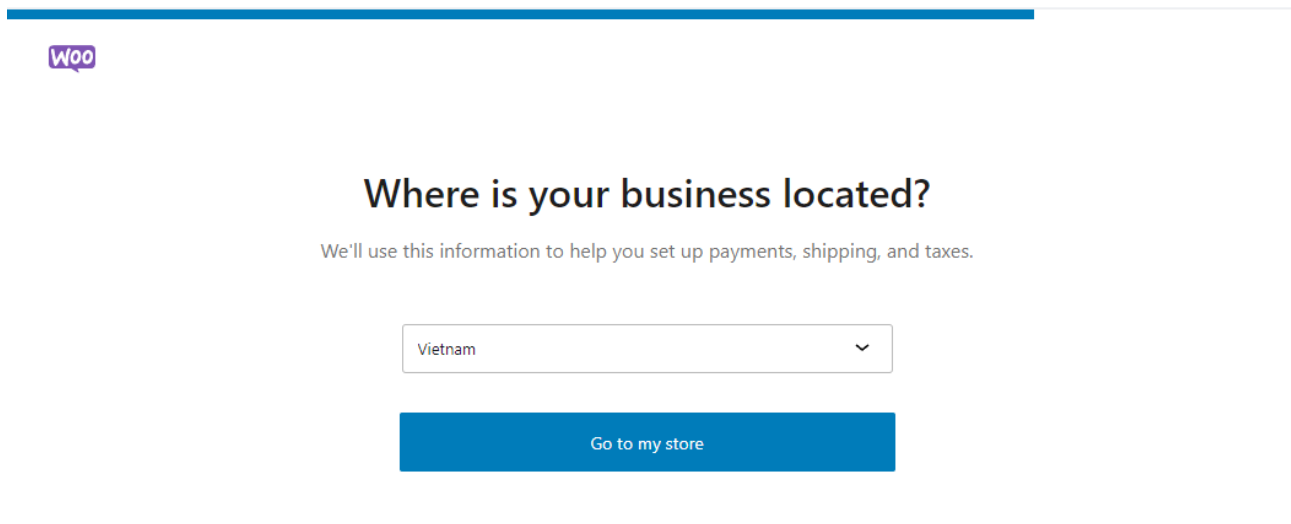 Woo
Where is your business located?
We'll use this information to help you set up payments, shipping, and taxes.
Vietnam
Go to my store